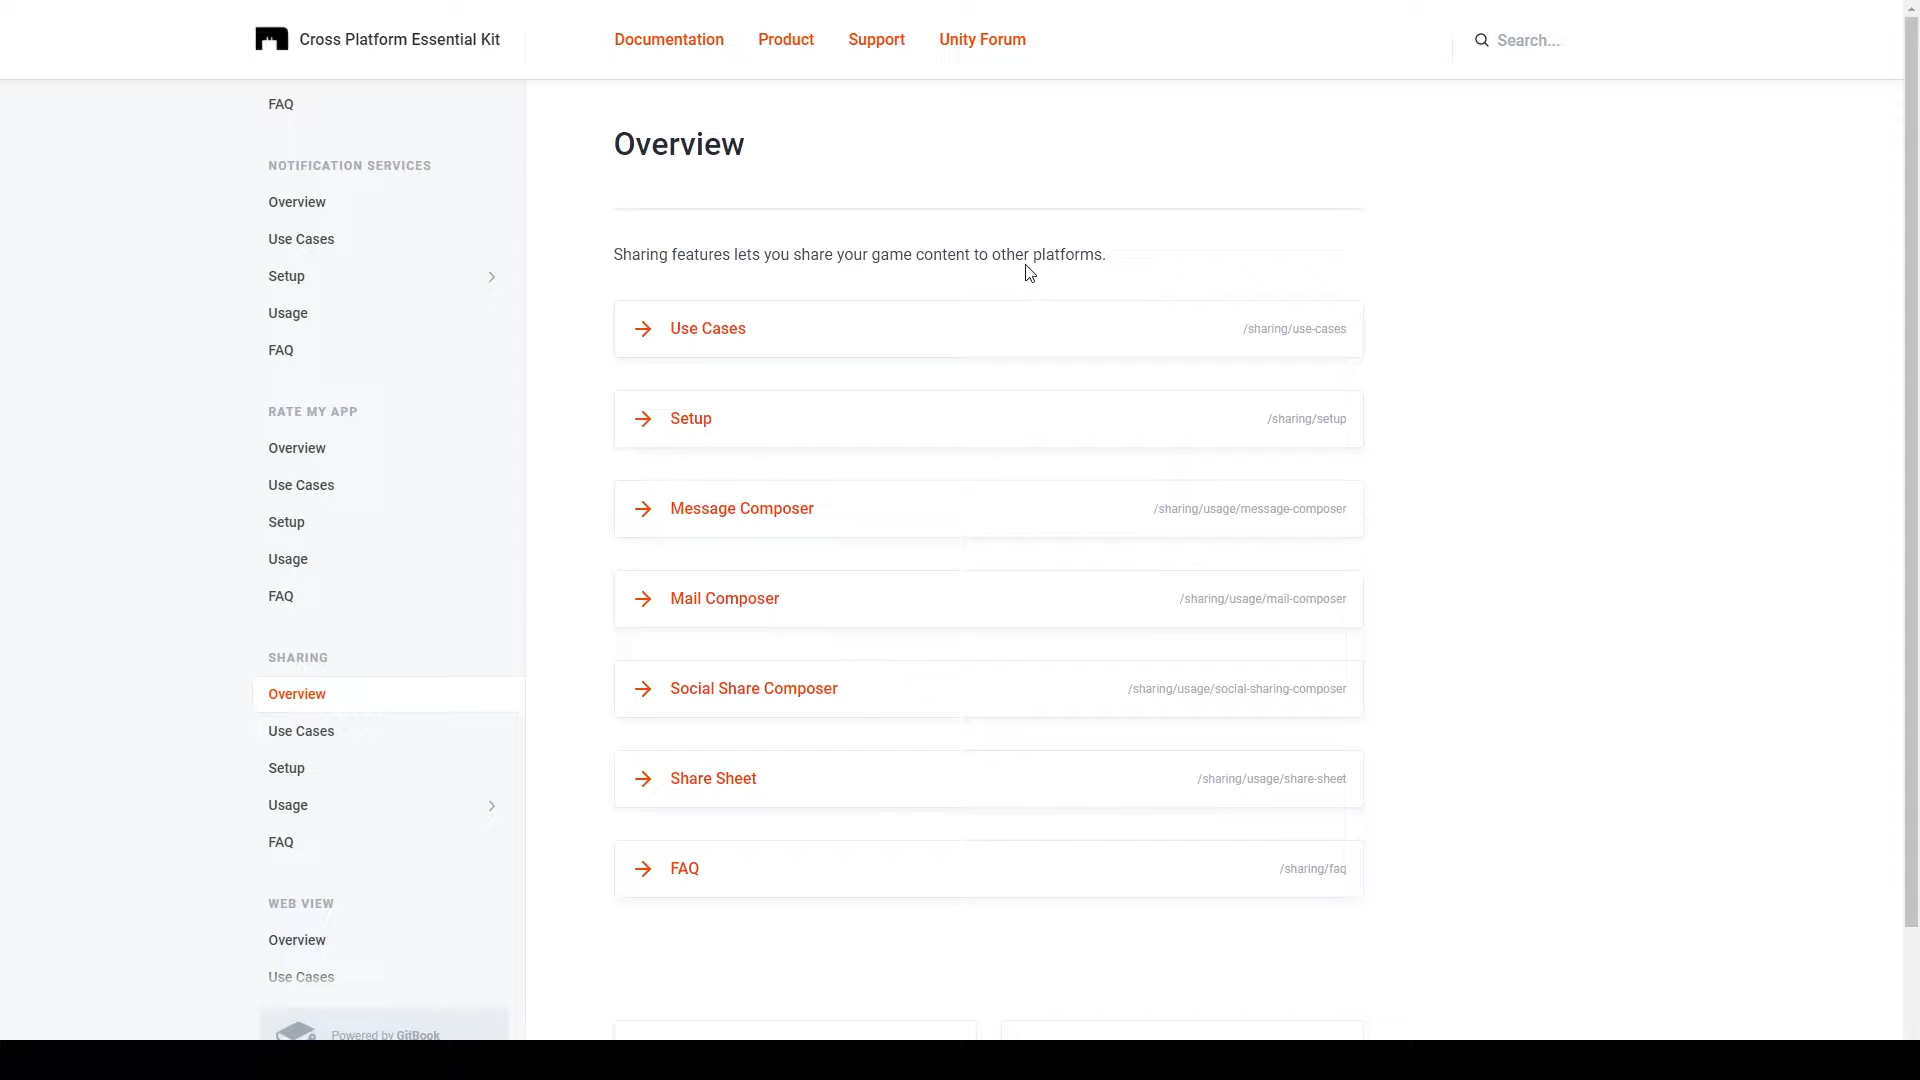 Cross Platform Essential Kit
Documentation
Product
Support
Unity Forum
Search...
FAQ
NOTIFICATION SERVICES
Overview
Use Cases
Setup
Usage
FAQ
RATE MY APP
Overview
Use Cases
Setup
Usage
FAQ
SHARING
Overview
Use Cases
Setup
Usage
FAQ
WEB VIEW
Overview
Use Cases
Powered by GitBook
Overview
Sharing features lets you share your game content to other platforms.
Use Cases /sharing/use-cases
Setup /sharing/setup
Message Composer /sharing/usage/message-composer
Mail Composer /sharing/usage/mail-composer
Social Share Composer /sharing/usage/social-sharing-composer
Share Sheet /sharing/usage/share-sheet
FAQ /sharing/faq